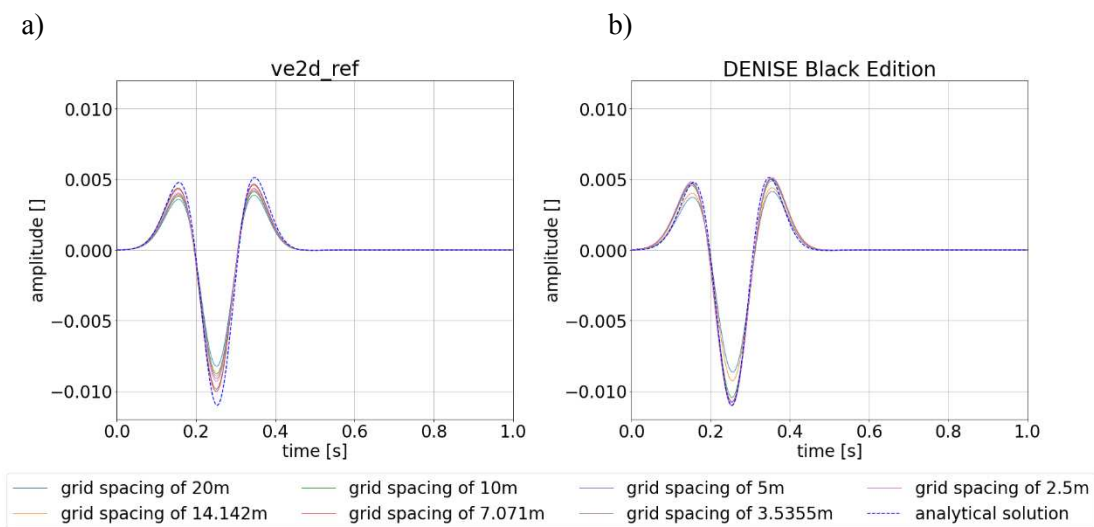 a)
b)
ve2d_ref
DENISE Black Edition
0.010
0.005
0.000
−0.005
−0.010
amplitude []
0.0 0.2 0.4 0.6 0.8 1.0
time [s]
0.010
0.005
0.000
−0.005
−0.010
amplitude []
0.0 0.2 0.4 0.6 0.8 1.0
time [s]
grid spacing of 20m
grid spacing of 10m
grid spacing of 5m
grid spacing of 2.5m
grid spacing of 14.142m
grid spacing of 7.071m
grid spacing of 3.5355m
analytical solution